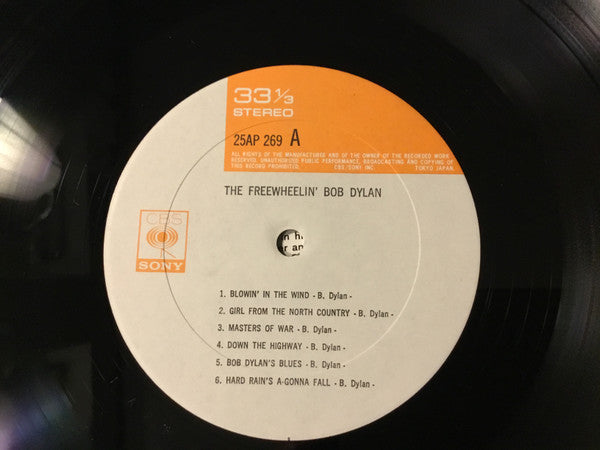 33 1/3
STEREO
25AP 269 A
ALL RIGHTS OF THE MANUFACTURER AND OF THE OWNER OF THE RECORDED WORK
RESERVED. UNAUTHORIZED PUBLIC PERFORMANCE, BROADCASTING AND COPYING OF
THIS RECORD PROHIBITED. CBS/SONY INC. TOKYO JAPAN.
THE FREEWHEELIN' BOB DYLAN
CBS
SONY
1. BLOWIN' IN THE WIND - B. Dylan -
2. GIRL FROM THE NORTH COUNTRY - B. Dylan -
3. MASTERS OF WAR - B. Dylan -
4. DOWN THE HIGHWAY - B. Dylan -
5. BOB DYLAN'S BLUES - B. Dylan -
6. HARD RAIN'S A-GONNA FALL - B. Dylan -